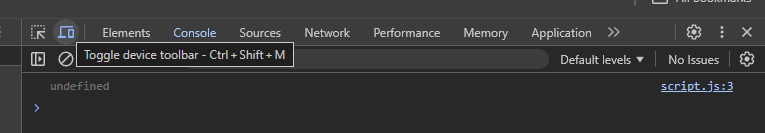 All Bookmarks
Elements Console Sources Network Performance Memory Application
Toggle device toolbar - Ctrl + Shift + M
Default levels
No Issues
undefined script.js:3